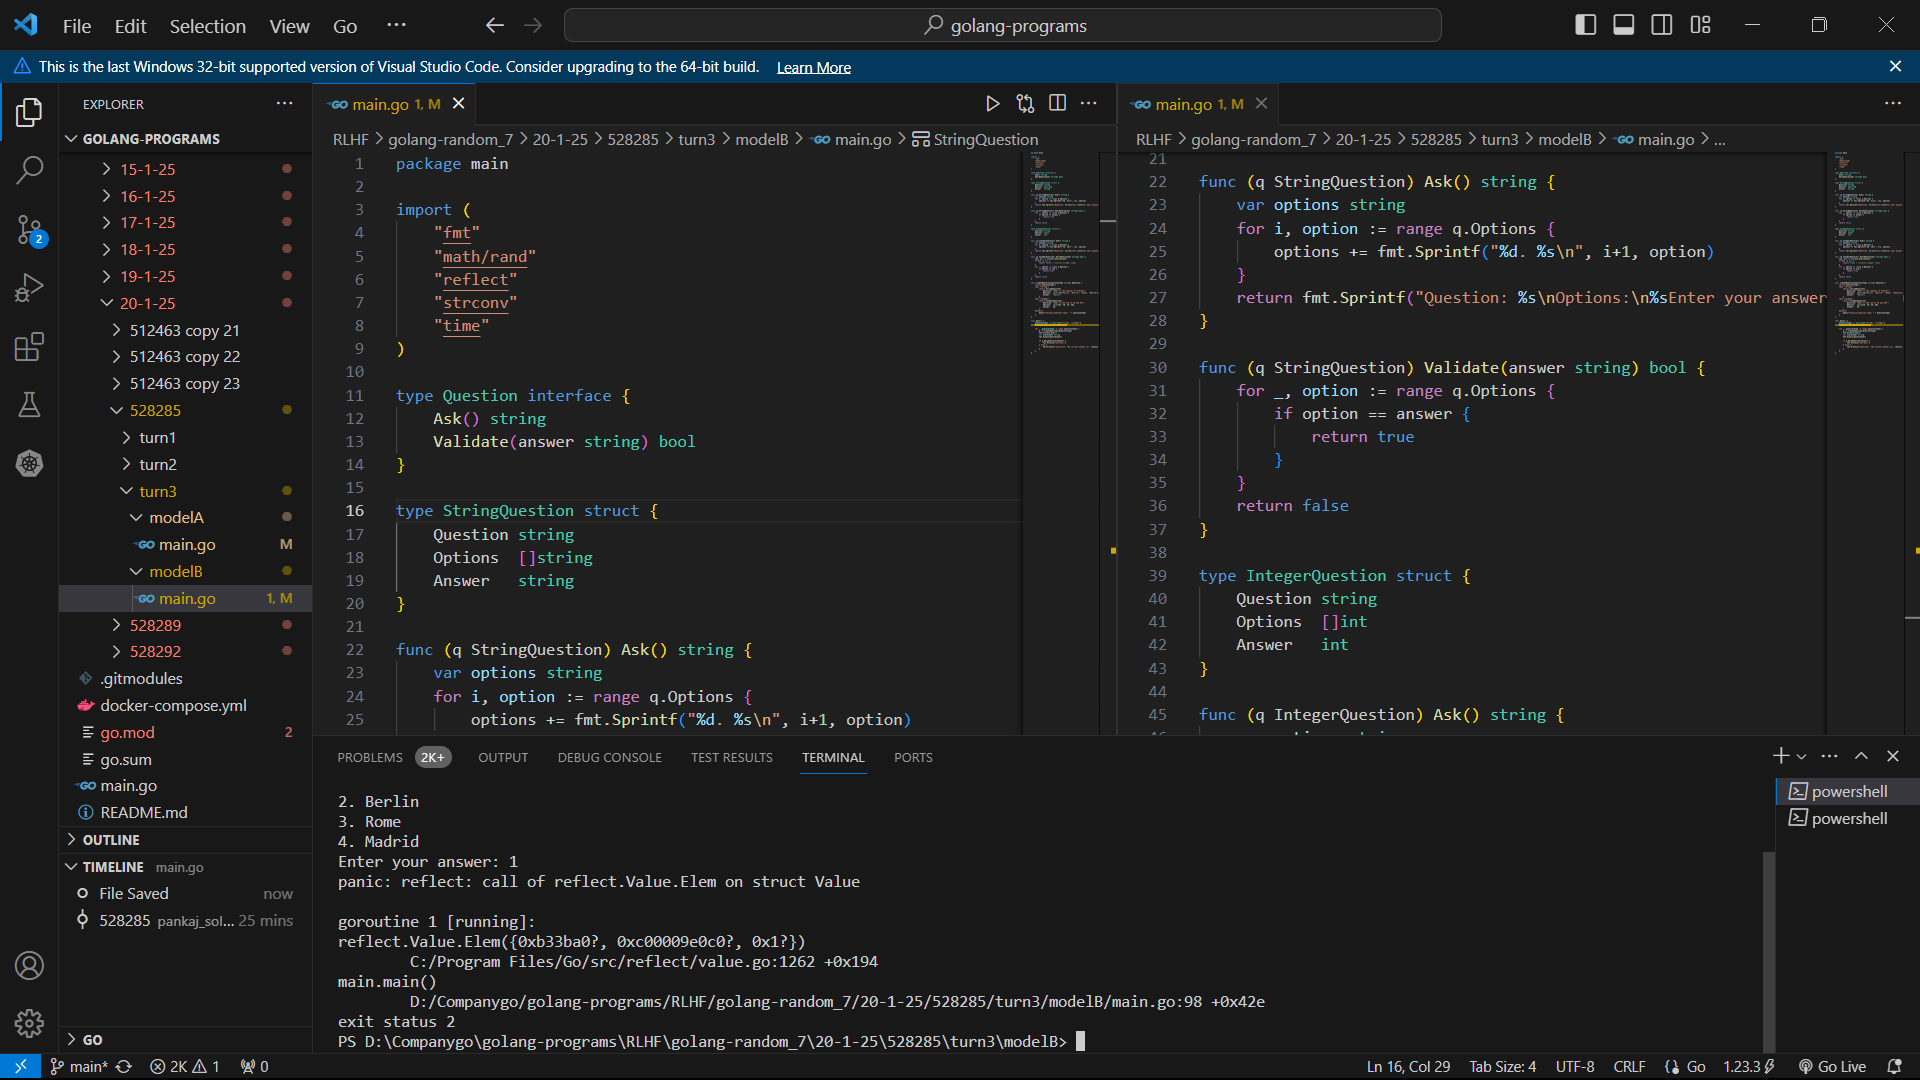 File Edit Selection View Go ···
golang-programs
This is the last Windows 32-bit supported version of Visual Studio Code. Consider upgrading to the 64-bit build. Learn More
EXPLORER
GOLANG-PROGRAMS
15-1-25
16-1-25
17-1-25
18-1-25
19-1-25
20-1-25
512463 copy 21
512463 copy 22
512463 copy 23
528285
turn1
turn2
turn3
modelA
main.go M
modelB
main.go 1, M
528289
528292
.gitmodules
docker-compose.yml
go.mod 2
go.sum
main.go
README.md
OUTLINE
TIMELINE main.go
File Saved now
528285 pankaj_sol... 25 mins
GO
2
main.go 1, M
RLHF > golang-random_7 > 20-1-25 > 528285 > turn3 > modelB > main.go > StringQuestion
1 package main
2
3 import (
4 "fmt"
5 "math/rand"
6 "reflect"
7 "strconv"
8 "time"
9 )
10
11 type Question interface {
12 Ask() string
13 Validate(answer string) bool
14 }
15
16 type StringQuestion struct {
17 Question string
18 Options []string
19 Answer string
20 }
21
22 func (q StringQuestion) Ask() string {
23 var options string
24 for i, option := range q.Options {
25 options += fmt.Sprintf("%d. %s\n", i+1, option)
main.go 1, M
RLHF > golang-random_7 > 20-1-25 > 528285 > turn3 > modelB > main.go > ...
21
22 func (q StringQuestion) Ask() string {
23 var options string
24 for i, option := range q.Options {
25 options += fmt.Sprintf("%d. %s\n", i+1, option)
26 }
27 return fmt.Sprintf("Question: %s\nOptions:\n%sEnter your answer
28 }
29
30 func (q StringQuestion) Validate(answer string) bool {
31 for _, option := range q.Options {
32 if option == answer {
33 return true
34 }
35 }
36 return false
37 }
38
39 type IntegerQuestion struct {
40 Question string
41 Options []int
42 Answer int
43 }
44
45 func (q IntegerQuestion) Ask() string {
PROBLEMS 2K+ OUTPUT DEBUG CONSOLE TEST RESULTS TERMINAL PORTS
2. Berlin
3. Rome
4. Madrid
Enter your answer: 1
panic: reflect: call of reflect.Value.Elem on struct Value
goroutine 1 [running]:
reflect.Value.Elem({0xb33ba0?, 0xc00009e0c0?, 0x1?})
C:/Program Files/Go/src/reflect/value.go:1262 +0x194
main.main()
D:/Companygo/golang-programs/RLHF/golang-random_7/20-1-25/528285/turn3/modelB/main.go:98 +0x42e
exit status 2
PS D:\Companygo\golang-programs\RLHF\golang-random_7\20-1-25\528285\turn3\modelB>
powershell
powershell
main* 2K 1 0 Ln 16, Col 29 Tab Size: 4 UTF-8 CRLF {} Go 1.23.3 Go Live